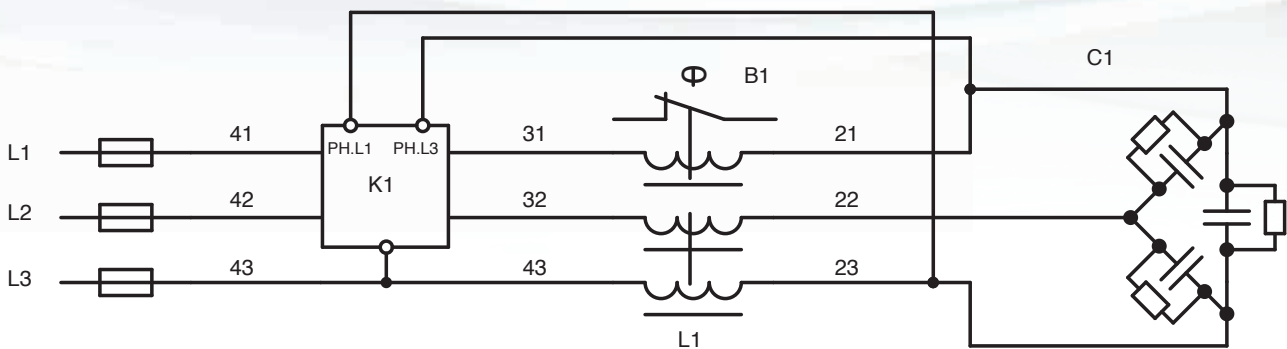 C1
Φ B1
L1 41 PH.L1 PH.L3 31 21
K1
L2 42 32 22
L3 43 43 23
L1